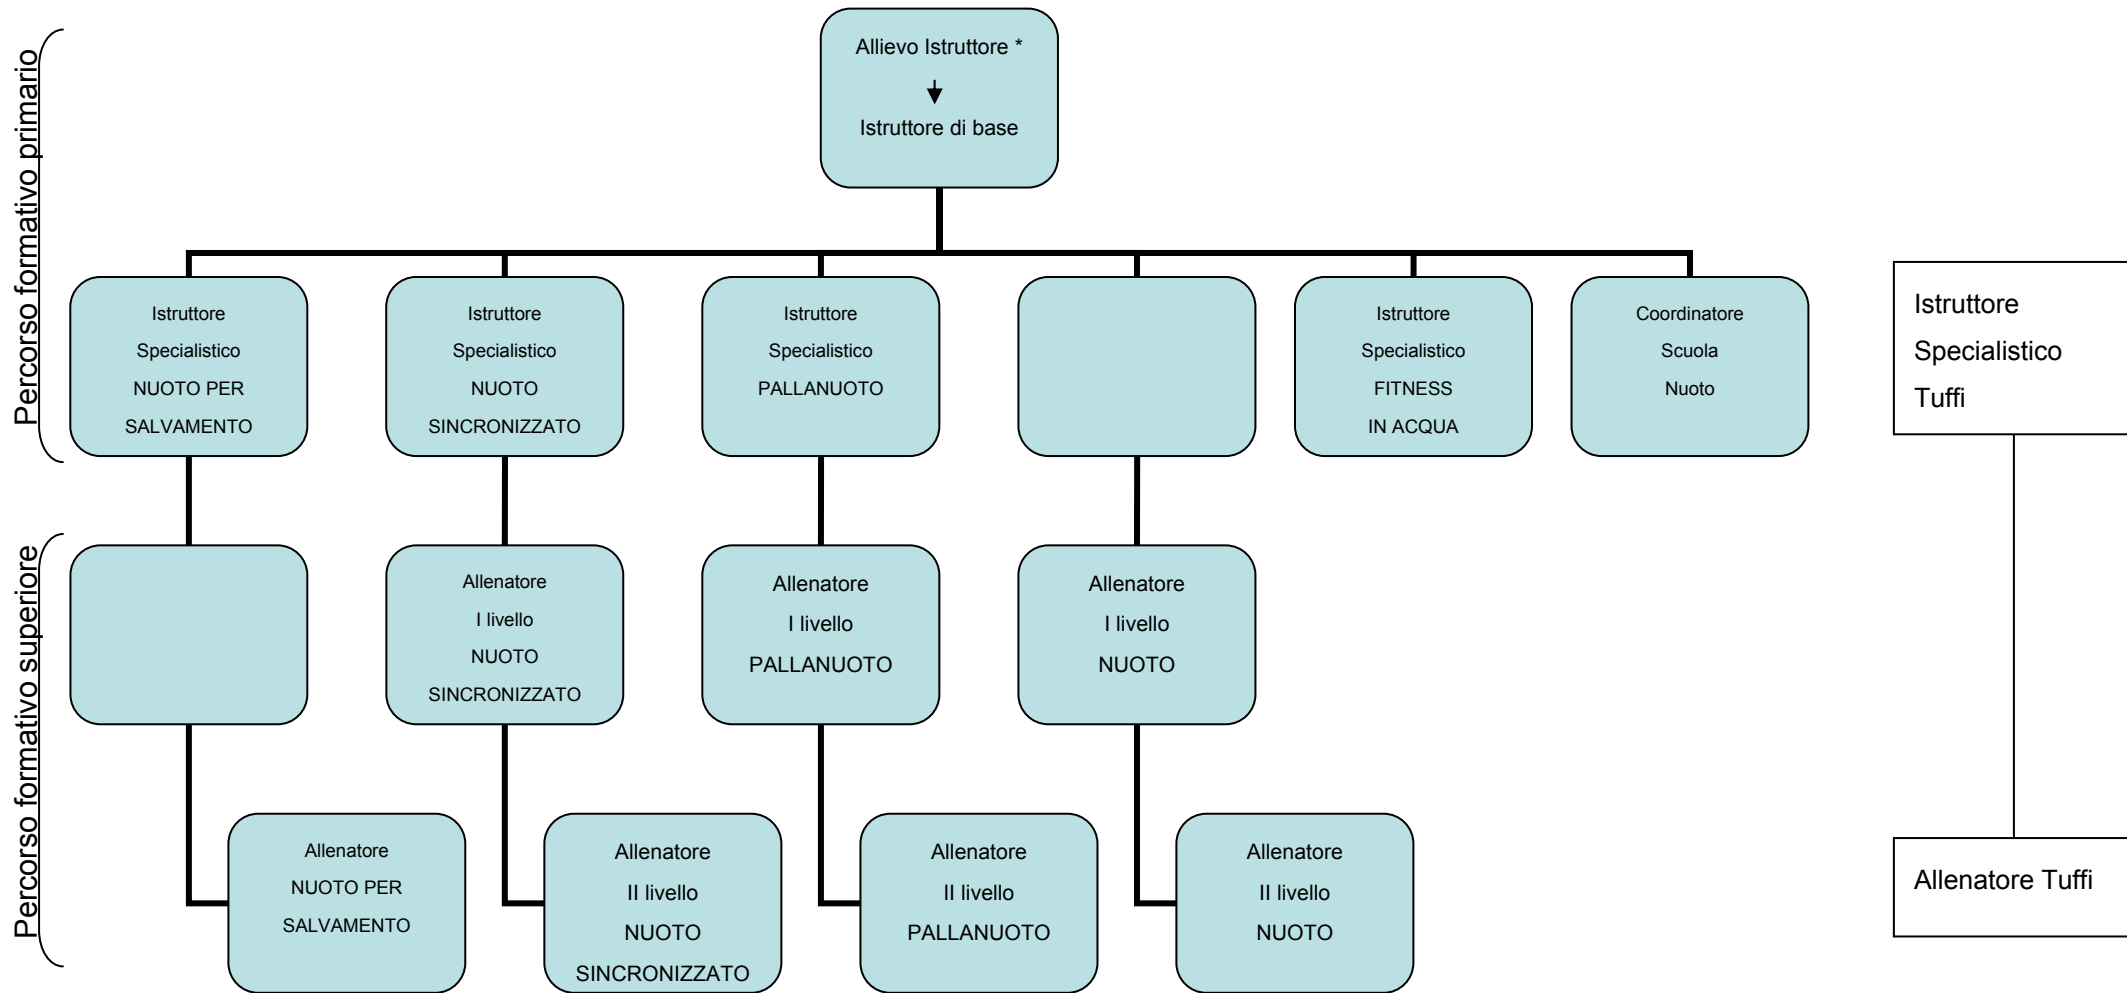 Percorso formativo primario
Allievo Istruttore *
Istruttore di base
Istruttore
Specialistico
NUOTO PER
SALVAMENTO
Istruttore
Specialistico
NUOTO
SINCRONIZZATO
Istruttore
Specialistico
PALLANUOTO
Istruttore
Specialistico
FITNESS
IN ACQUA
Coordinatore
Scuola
Nuoto
Istruttore
Specialistico
Tuffi
Percorso formativo superiore
Allenatore
I livello
NUOTO
SINCRONIZZATO
Allenatore
I livello
PALLANUOTO
Allenatore
I livello
NUOTO
Allenatore
NUOTO PER
SALVAMENTO
Allenatore
II livello
NUOTO
SINCRONIZZATO
Allenatore
II livello
PALLANUOTO
Allenatore
II livello
NUOTO
Allenatore Tuffi